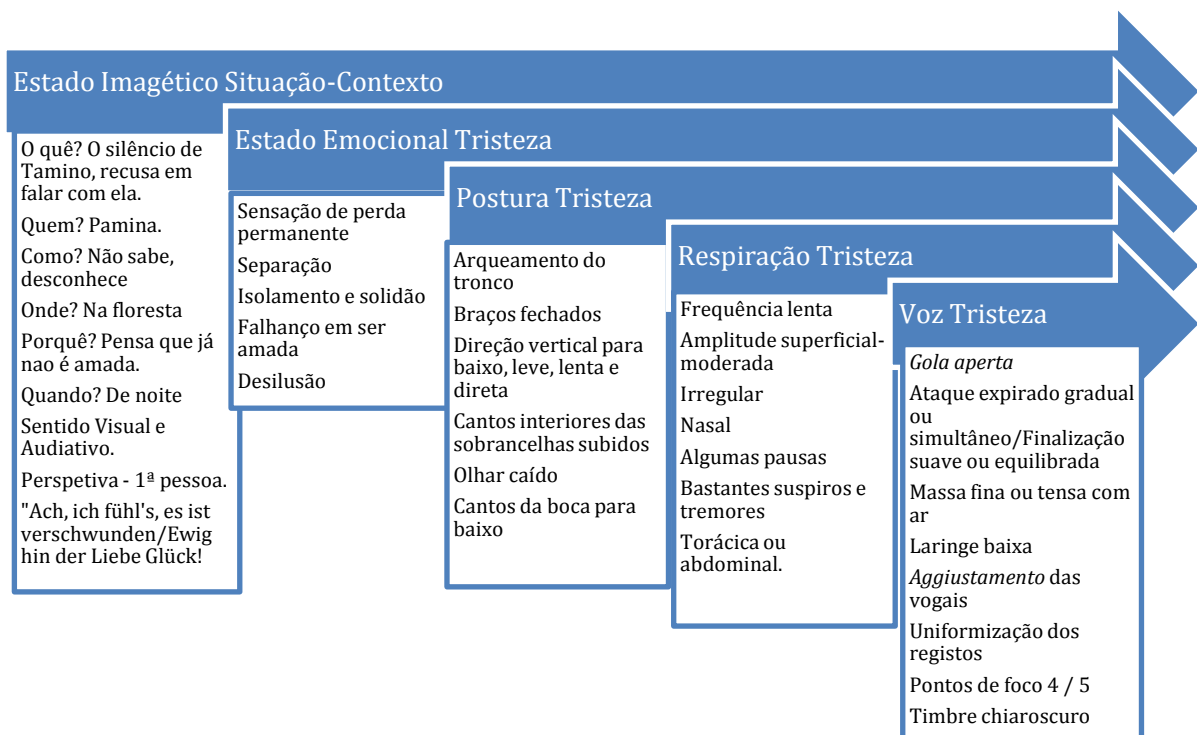 Estado Imagético Situação-Contexto
O quê? O silêncio de
Tamino, recusa em
falar com ela.
Quem? Pamina.
Como? Não sabe,
desconhece
Onde? Na floresta
Porquê? Pensa que já
nao é amada.
Quando? De noite
Sentido Visual e
Audiativo.
Perspetiva - 1ª pessoa.
"Ach, ich fühl's, es ist
verschwunden/Ewig
hin der Liebe Glück!
Estado Emocional Tristeza
Sensação de perda
permanente
Separação
Isolamento e solidão
Falhanço em ser
amada
Desilusão
Postura Tristeza
Arqueamento do
tronco
Braços fechados
Direção vertical para
baixo, leve, lenta e
direta
Cantos interiores das
sobrancelhas subidos
Olhar caído
Cantos da boca para
baixo
Respiração Tristeza
Frequência lenta
Amplitude superficial-
moderada
Irregular
Nasal
Algumas pausas
Bastantes suspiros e
tremores
Torácica ou
abdominal.
Voz Tristeza
Gola aperta
Ataque expirado gradual
ou
simultâneo/Finalização
suave ou equilibrada
Massa fina ou tensa com
ar
Laringe baixa
Aggiustamento das
vogais
Uniformização dos
registos
Pontos de foco 4 / 5
Timbre chiaroscuro